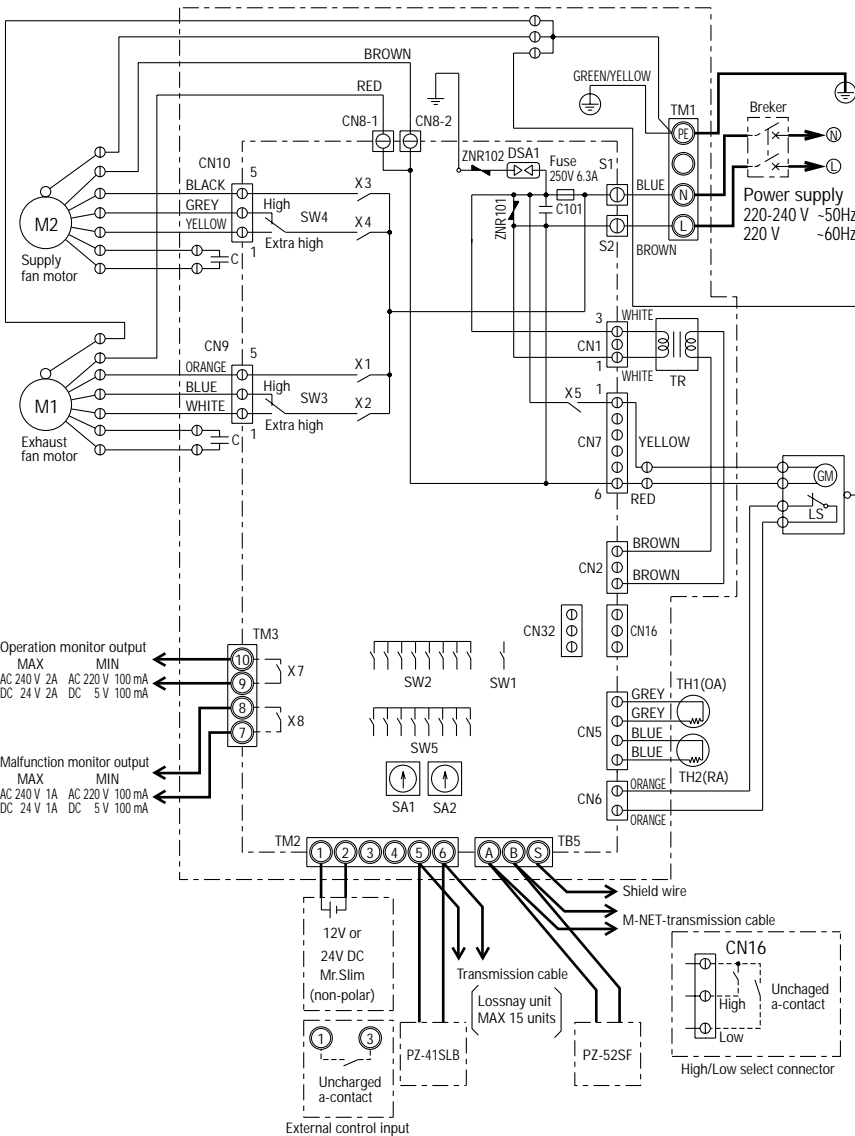 BROWN
RED
GREEN/YELLOW
TM1
Breker
PE
N
CN8-1
CN8-2
ZNR102
DSA1
Fuse
250V 6.3A
S1
L
CN10
5
BLACK
X3
BLUE
N
Power supply
220-240 V ~50Hz
220 V ~60Hz
GREY
High
SW4
ZNR101
C101
M2
YELLOW
X4
Extra high
S2
BROWN
L
Supply
fan motor
C
1
3
WHITE
CN1
1
WHITE
TR
CN9
5
ORANGE
X1
BLUE
High
SW3
X5
1
M1
WHITE
X2
Extra high
Exhaust
fan motor
C
1
CN7
YELLOW
GM
6
RED
LS
BROWN
CN2
BROWN
CN32
CN16
Operation monitor output
MAX MIN
AC 240 V 2A AC 220 V 100 mA
DC 24 V 2A DC 5 V 100 mA
TM3
10
9
8
7
X7
X8
SW2
SW1
SW5
SA1
SA2
GREY
GREY
CN5
BLUE
BLUE
TH1(OA)
TH2(RA)
Malfunction monitor output
MAX MIN
AC 240 V 1A AC 220 V 100 mA
DC 24 V 1A DC 5 V 100 mA
CN6
ORANGE
ORANGE
TM2
1 2 3 4 5 6
A B S
TB5
Shield wire
M-NET-transmission cable
12V or
24V DC
Mr.Slim
(non-polar)
Transmission cable
Lossnay unit
MAX 15 units
CN16
High
Low
Unchaged
a-contact
High/Low select connector
1 3
Uncharged
a-contact
PZ-41SLB
PZ-52SF
External control input